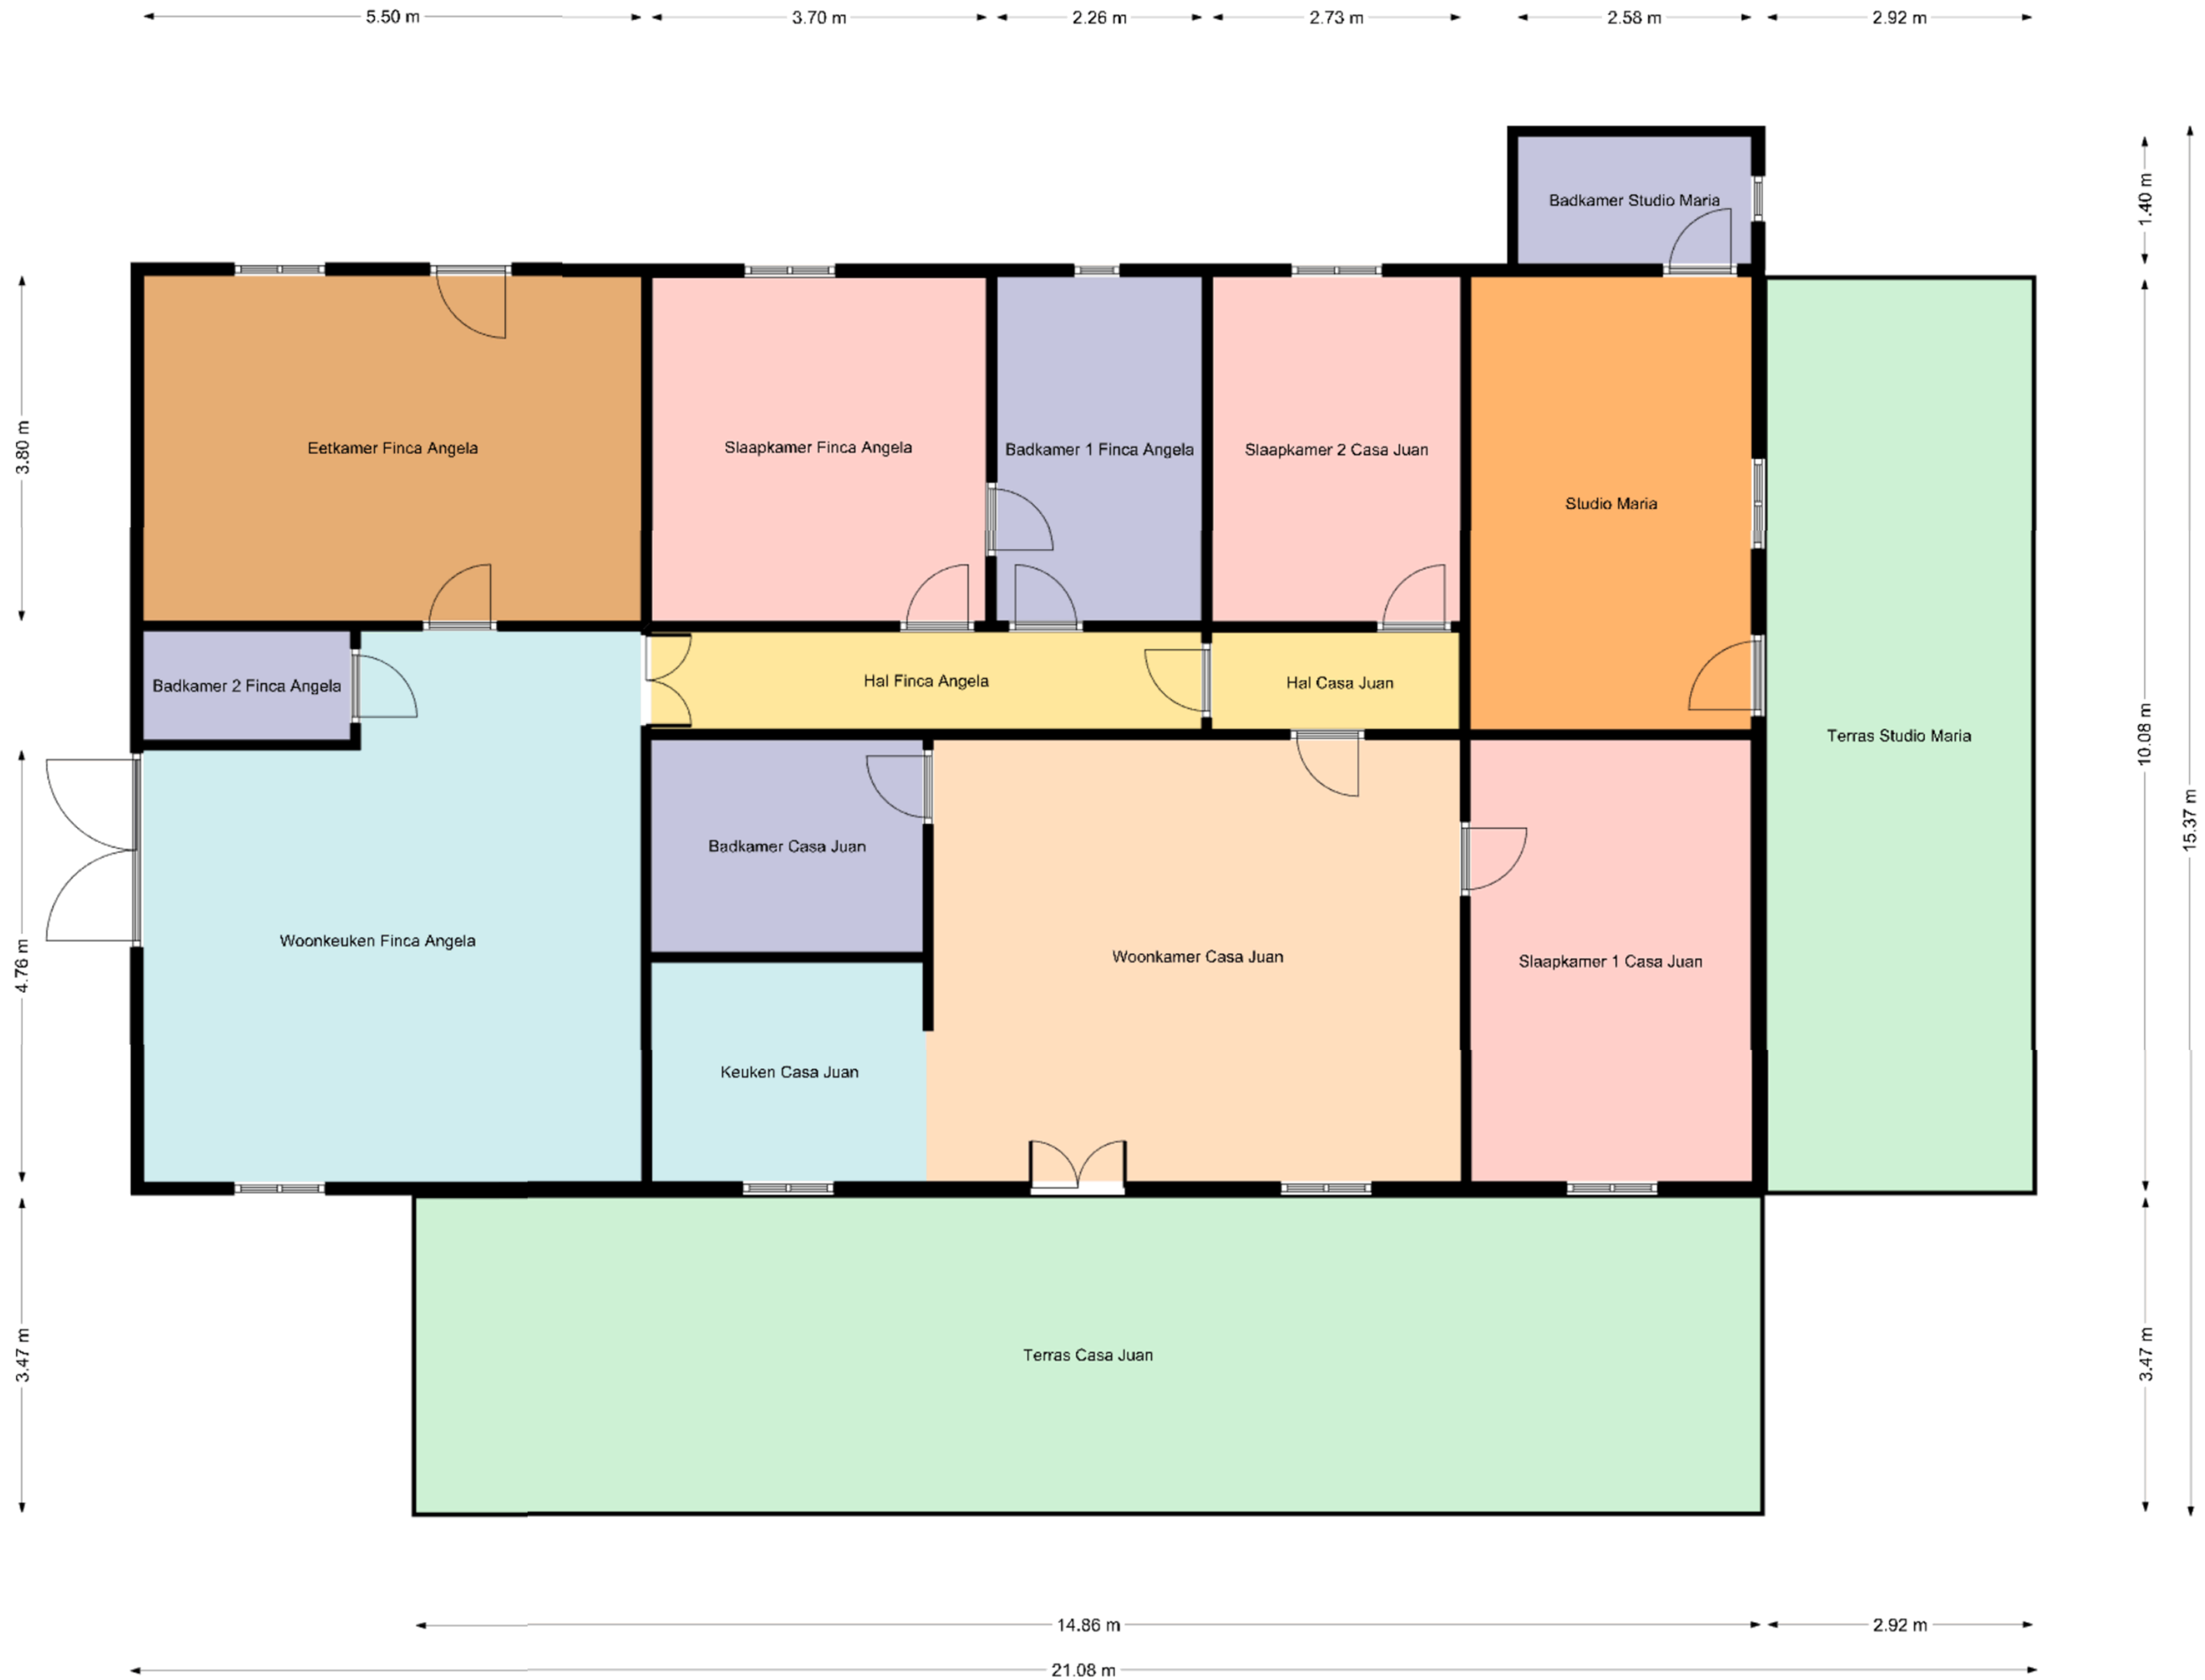 5.50 m
3.70 m
2.26 m
2.73 m
2.58 m
2.92 m
Badkamer Studio Maria
1.40 m
3.80 m
Eetkamer Finca Angela
Slaapkamer Finca Angela
Badkamer 1 Finca Angela
Slaapkamer 2 Casa Juan
Studio Maria
Badkamer 2 Finca Angela
Hal Finca Angela
Hal Casa Juan
Terras Studio Maria
10.08 m
15.37 m
Badkamer Casa Juan
4.76 m
Woonkeuken Finca Angela
Woonkamer Casa Juan
Slaapkamer 1 Casa Juan
Keuken Casa Juan
3.47 m
Terras Casa Juan
3.47 m
14.86 m
2.92 m
21.08 m